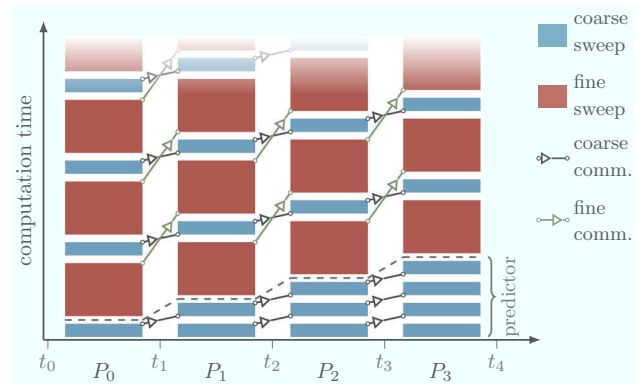 coarse
sweep
fine
sweep
coarse
comm.
fine
comm.
computation time
predictor
t₀ t₁ t₂ t₃ t₄
P₀ P₁ P₂ P₃